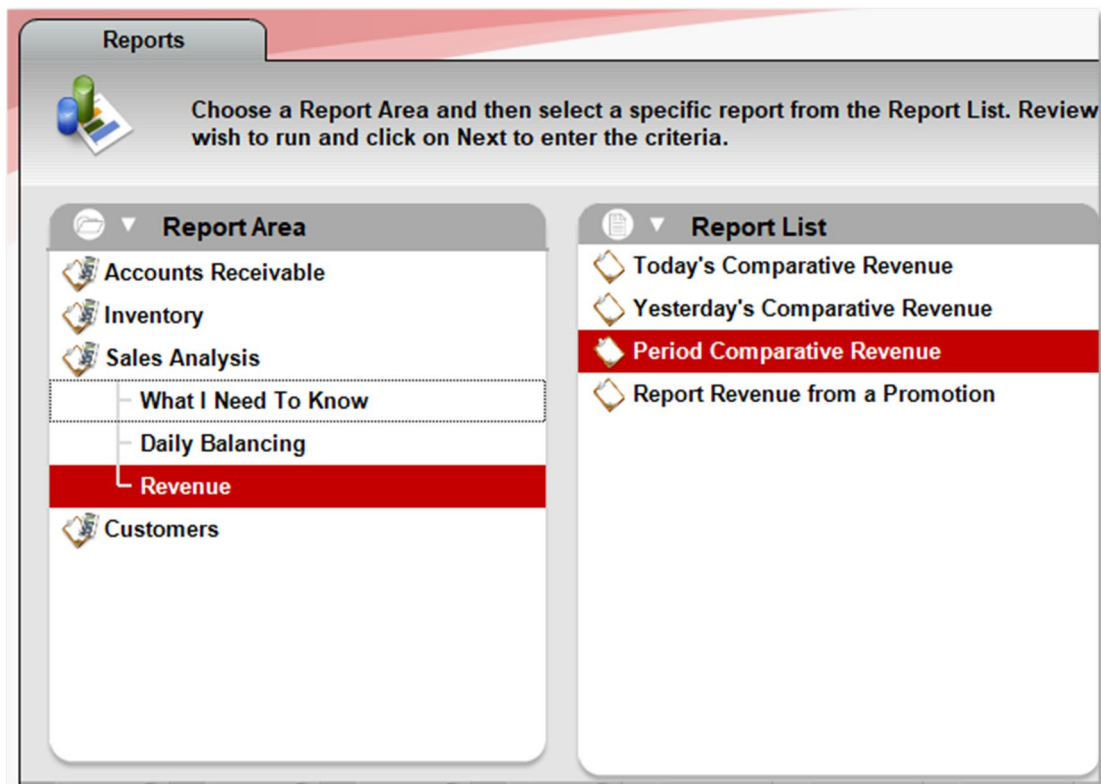 Reports
Choose a Report Area and then select a specific report from the Report List. Review
wish to run and click on Next to enter the criteria.
Report Area
Accounts Receivable
Inventory
Sales Analysis
What I Need To Know
Daily Balancing
Revenue
Customers
Report List
Today's Comparative Revenue
Yesterday's Comparative Revenue
Period Comparative Revenue
Report Revenue from a Promotion